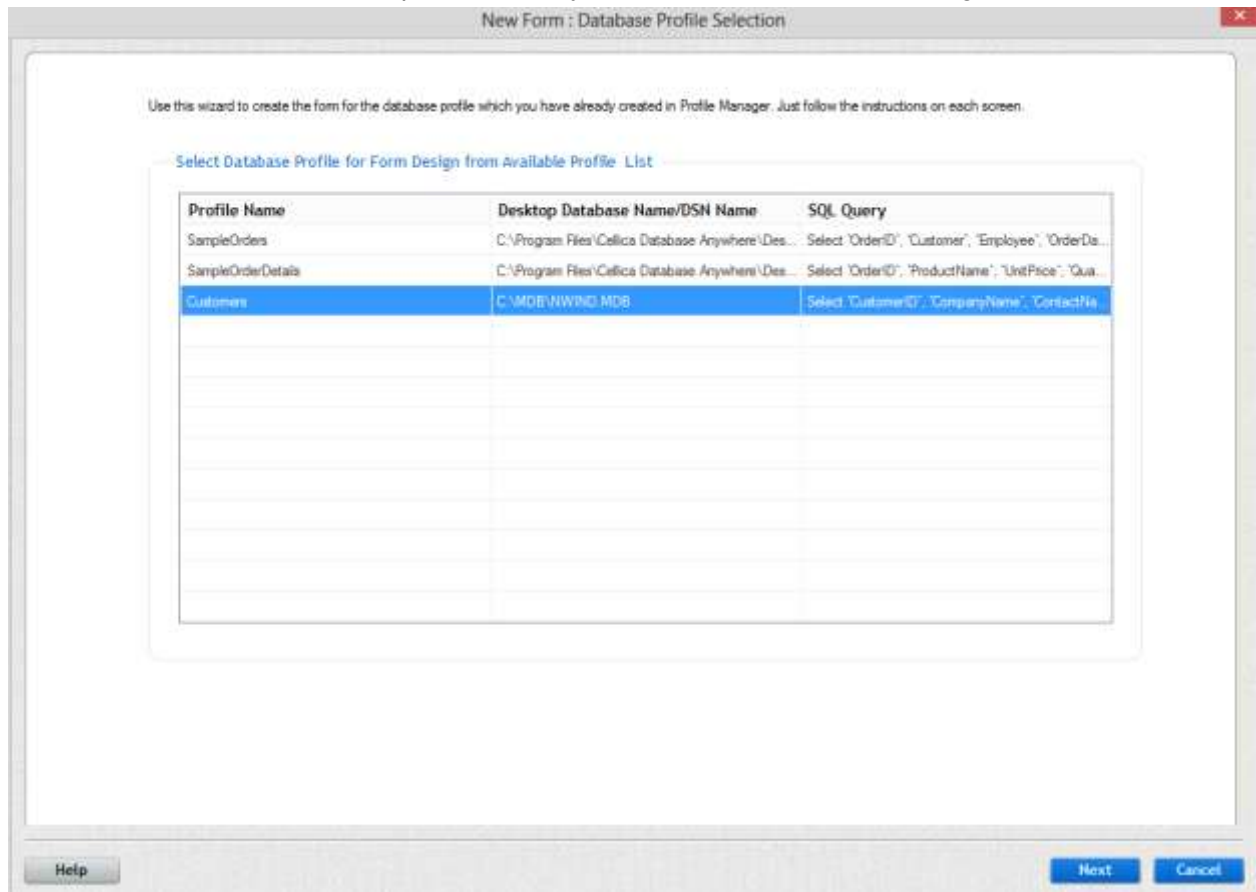 New Form : Database Profile Selection
Use this wizard to create the form for the database profile which you have already created in Profile Manager. Just follow the instructions on each screen.
Select Database Profile for Form Design from Available Profile List
Profile Name Desktop Database Name/DSN Name SQL Query
SampleOrders C:\Program Files\Cellica Database Anywhere\Des... Select 'OrderID', 'Customer', 'Employee', 'OrderDa...
SampleOrderDetails C:\Program Files\Cellica Database Anywhere\Des... Select 'OrderID', 'ProductName', 'UnitPrice', 'Qua...
Customers C:\MDB\NWIND.MDB Select 'CustomerID', 'CompanyName', 'ContactNa...
Help Next Cancel